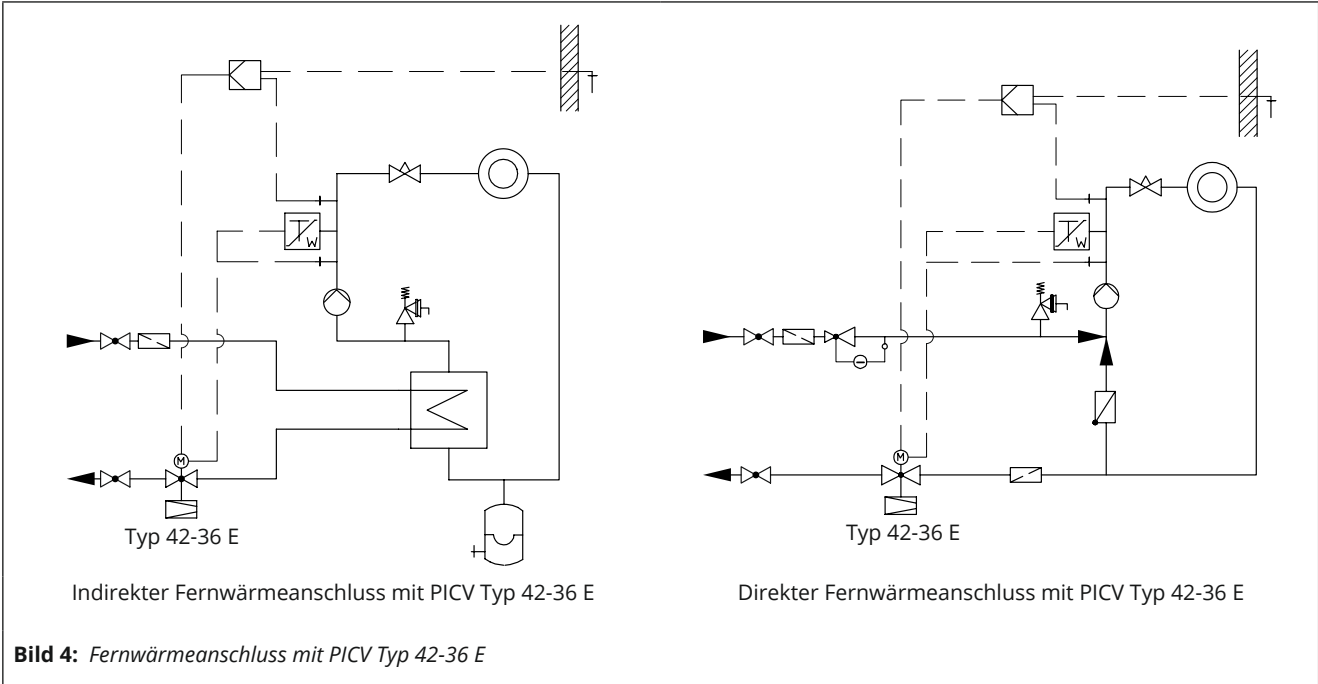 T
W
M
Typ 42-36 E
Indirekter Fernwärmeanschluss mit PICV Typ 42-36 E
T
W
M
Typ 42-36 E
Direkter Fernwärmeanschluss mit PICV Typ 42-36 E
Bild 4: Fernwärmeanschluss mit PICV Typ 42-36 E